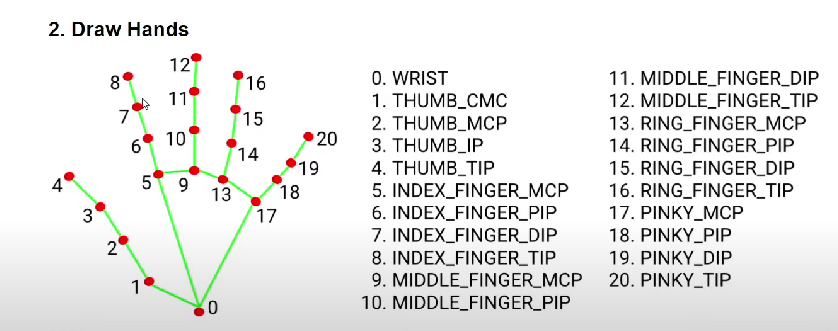 2. Draw Hands
12
8
16
11
7
15
20
10
6
14
19
4
5
9
13
18
3
17
2
1
0
0. WRIST
1. THUMB_CMC
2. THUMB_MCP
3. THUMB_IP
4. THUMB_TIP
5. INDEX_FINGER_MCP
6. INDEX_FINGER_PIP
7. INDEX_FINGER_DIP
8. INDEX_FINGER_TIP
9. MIDDLE_FINGER_MCP
10. MIDDLE_FINGER_PIP
11. MIDDLE_FINGER_DIP
12. MIDDLE_FINGER_TIP
13. RING_FINGER_MCP
14. RING_FINGER_PIP
15. RING_FINGER_DIP
16. RING_FINGER_TIP
17. PINKY_MCP
18. PINKY_PIP
19. PINKY_DIP
20. PINKY_TIP